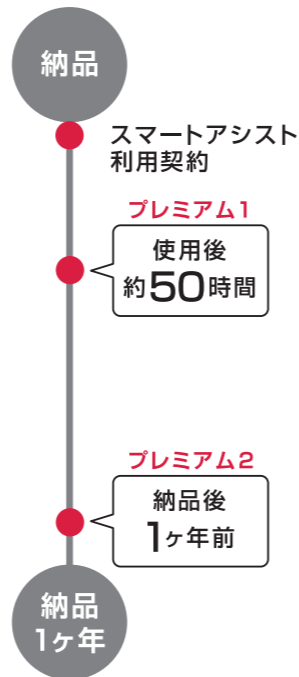 納品
スマートアシスト
利用契約
プレミアム1
使用後
約50時間
プレミアム2
納品後
1ヶ年前
納品
1ヶ年